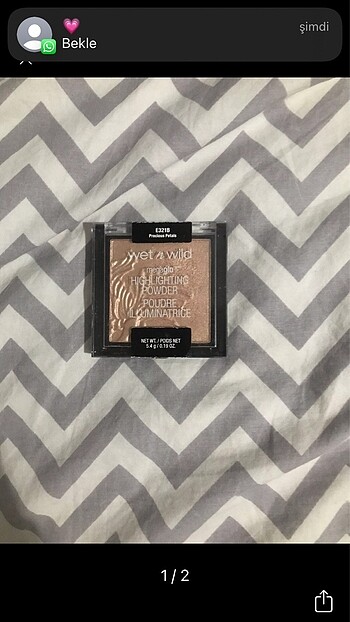 şimdi
Bekle
E321B
Precious Petals
wet n wild
megaglo
HIGHLIGHTING
POWDER
POUDRE
ILLUMINATRICE
NET WT. / POIDS NET
5.4 g / 0.19 OZ.
1/2